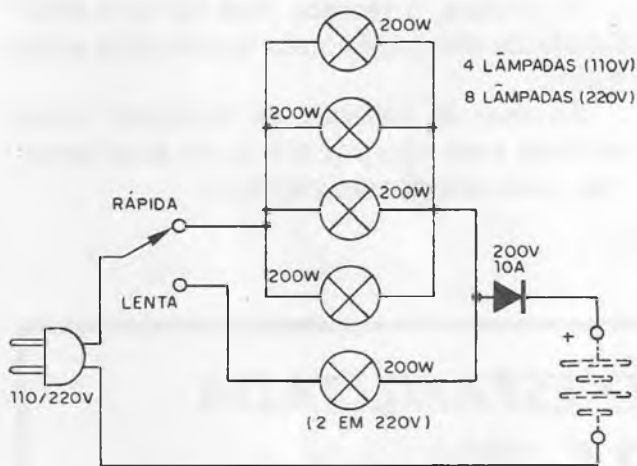 200W
4 LÂMPADAS (110V)
8 LÂMPADAS (220V)
200W
200W
RÁPIDA
200V
10A
200W
LENTA
200W
110/220V
(2 EM 220V)
+